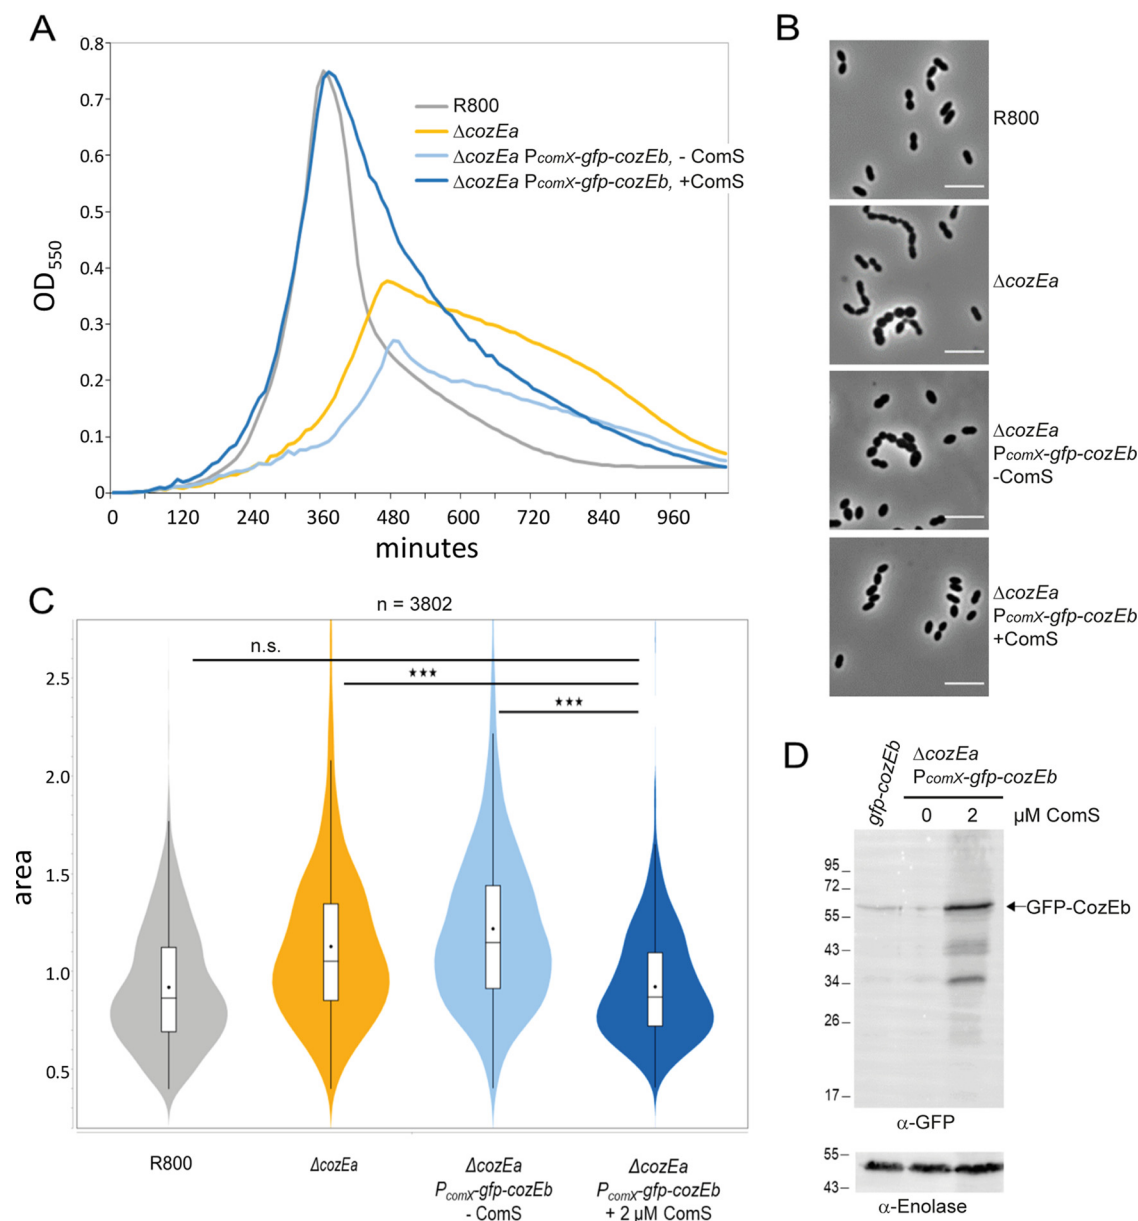 A
0.8
0.7
0.6
0.5
0.4
0.3
0.2
0.1
0
OD550
0 120 240 360 480 600 720 840 960
minutes
R800
ΔcozEa
ΔcozEa PcomX-gfp-cozEb, - ComS
ΔcozEa PcomX-gfp-cozEb, +ComS
B
R800
ΔcozEa
ΔcozEa
PcomX-gfp-cozEb
-ComS
ΔcozEa
PcomX-gfp-cozEb
+ComS
C
n = 3802
n.s.
★★★
★★★
2.5
2.0
1.5
1.0
0.5
area
R800
ΔcozEa
ΔcozEa
PcomX-gfp-cozEb
- ComS
ΔcozEa
PcomX-gfp-cozEb
+ 2 µM ComS
D
gfp-cozEb
ΔcozEa
PcomX-gfp-cozEb
0 2 µM ComS
95
72
55
43
34
26
17
GFP-CozEb
α-GFP
55
43
α-Enolase